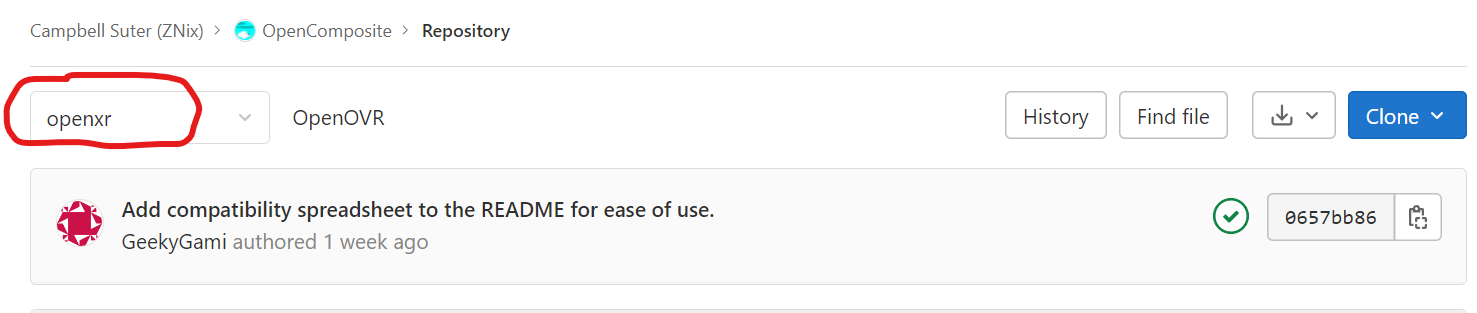 Campbell Suter (ZNix) > OpenComposite > Repository
openxr OpenOVR History Find file Clone
Add compatibility spreadsheet to the README for ease of use.
GeekyGami authored 1 week ago 0657bb86